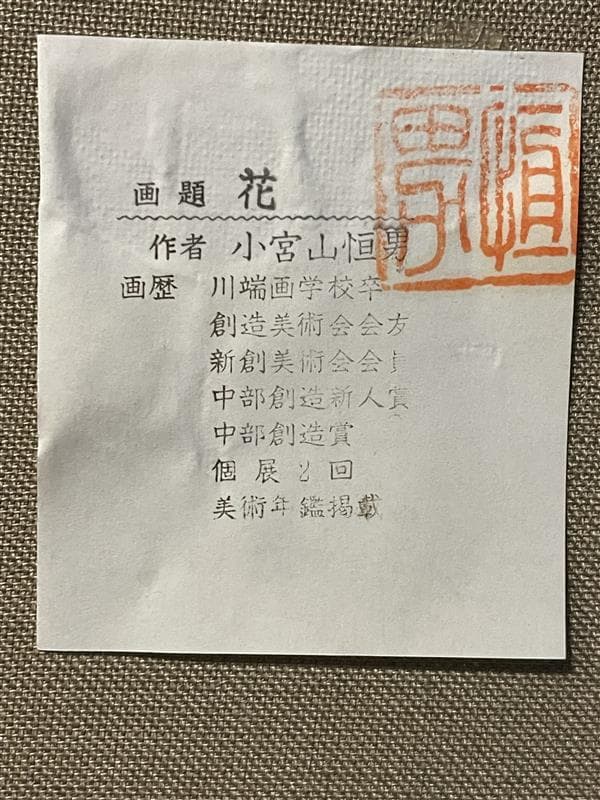 画題 花
作者 小宮山恒男
画歴 川端画学校卒
創造美術会会友
新創美術会会員
中部創造新人賞
中部創造賞
個展2回
美術年鑑掲載
恒男